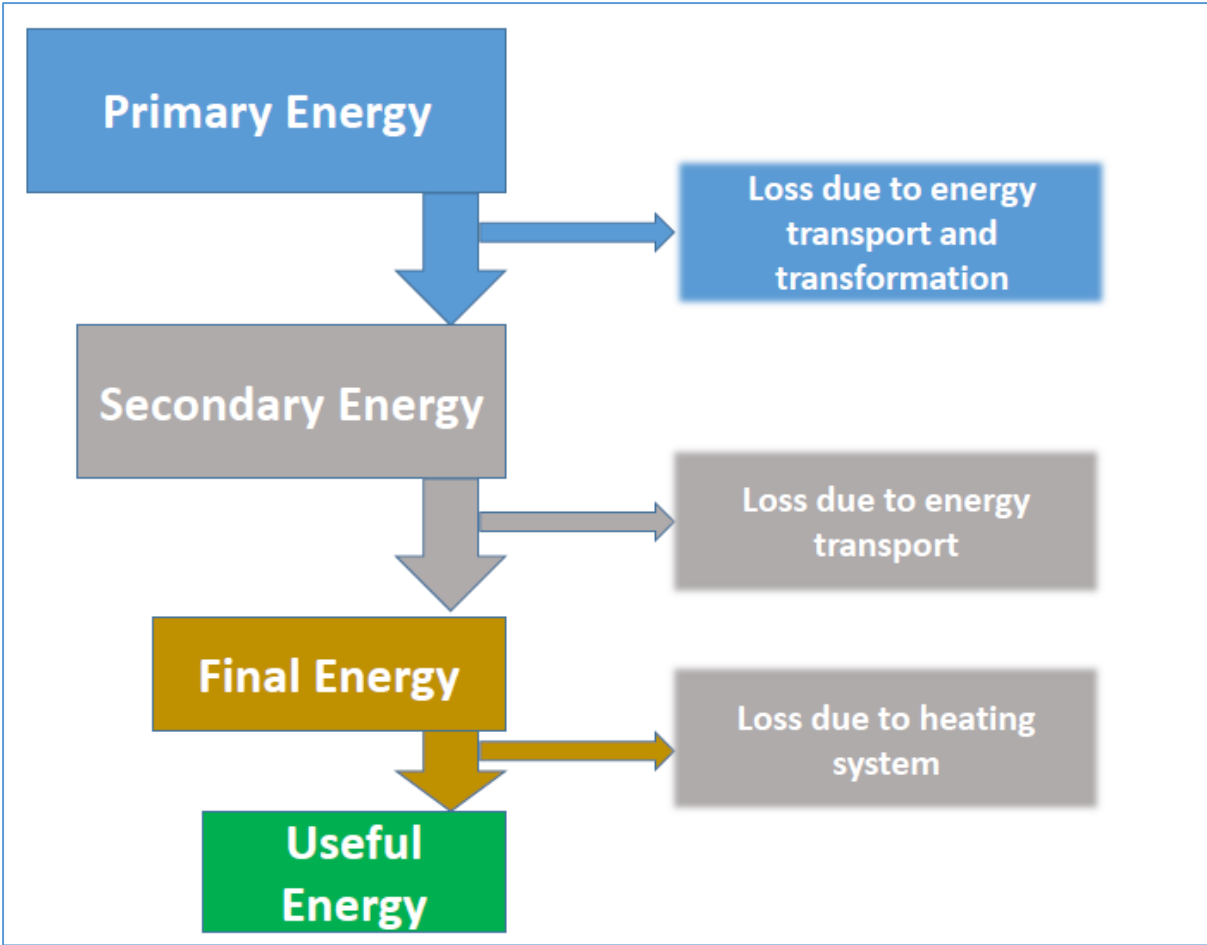 Primary Energy
Loss due to energy
transport and
transformation
Secondary Energy
Loss due to energy
transport
Final Energy
Loss due to heating
system
Useful
Energy